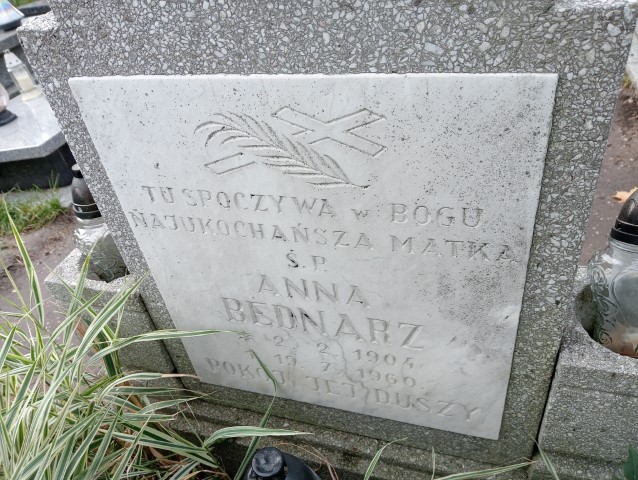 TU SPOCZYWA W BOGU
NAJUKOCHAŃSZA MATKA
Ś.P.
ANNA
BEDNARZ
* 2. 2. 1904.
† 19. 7. 1960.
POKÓJ JEJ DUSZY